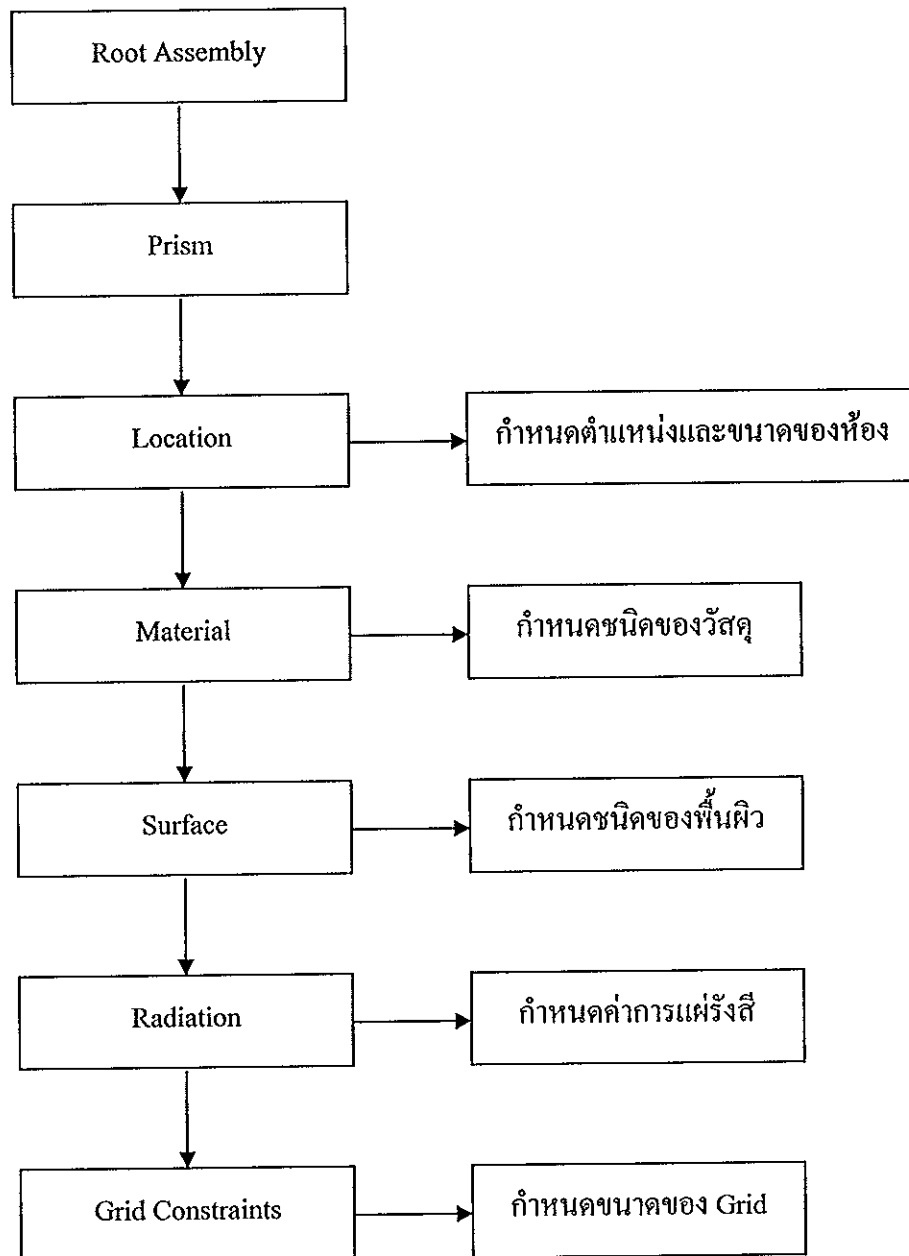 Root Assembly
Prism
Location
กำหนดตำแหน่งและขนาดของห้อง
Material
กำหนดชนิดของวัสดุ
Surface
กำหนดชนิดของพื้นผิว
Radiation
กำหนดค่าการแผ่รังสี
Grid Constraints
กำหนดขนาดของ Grid